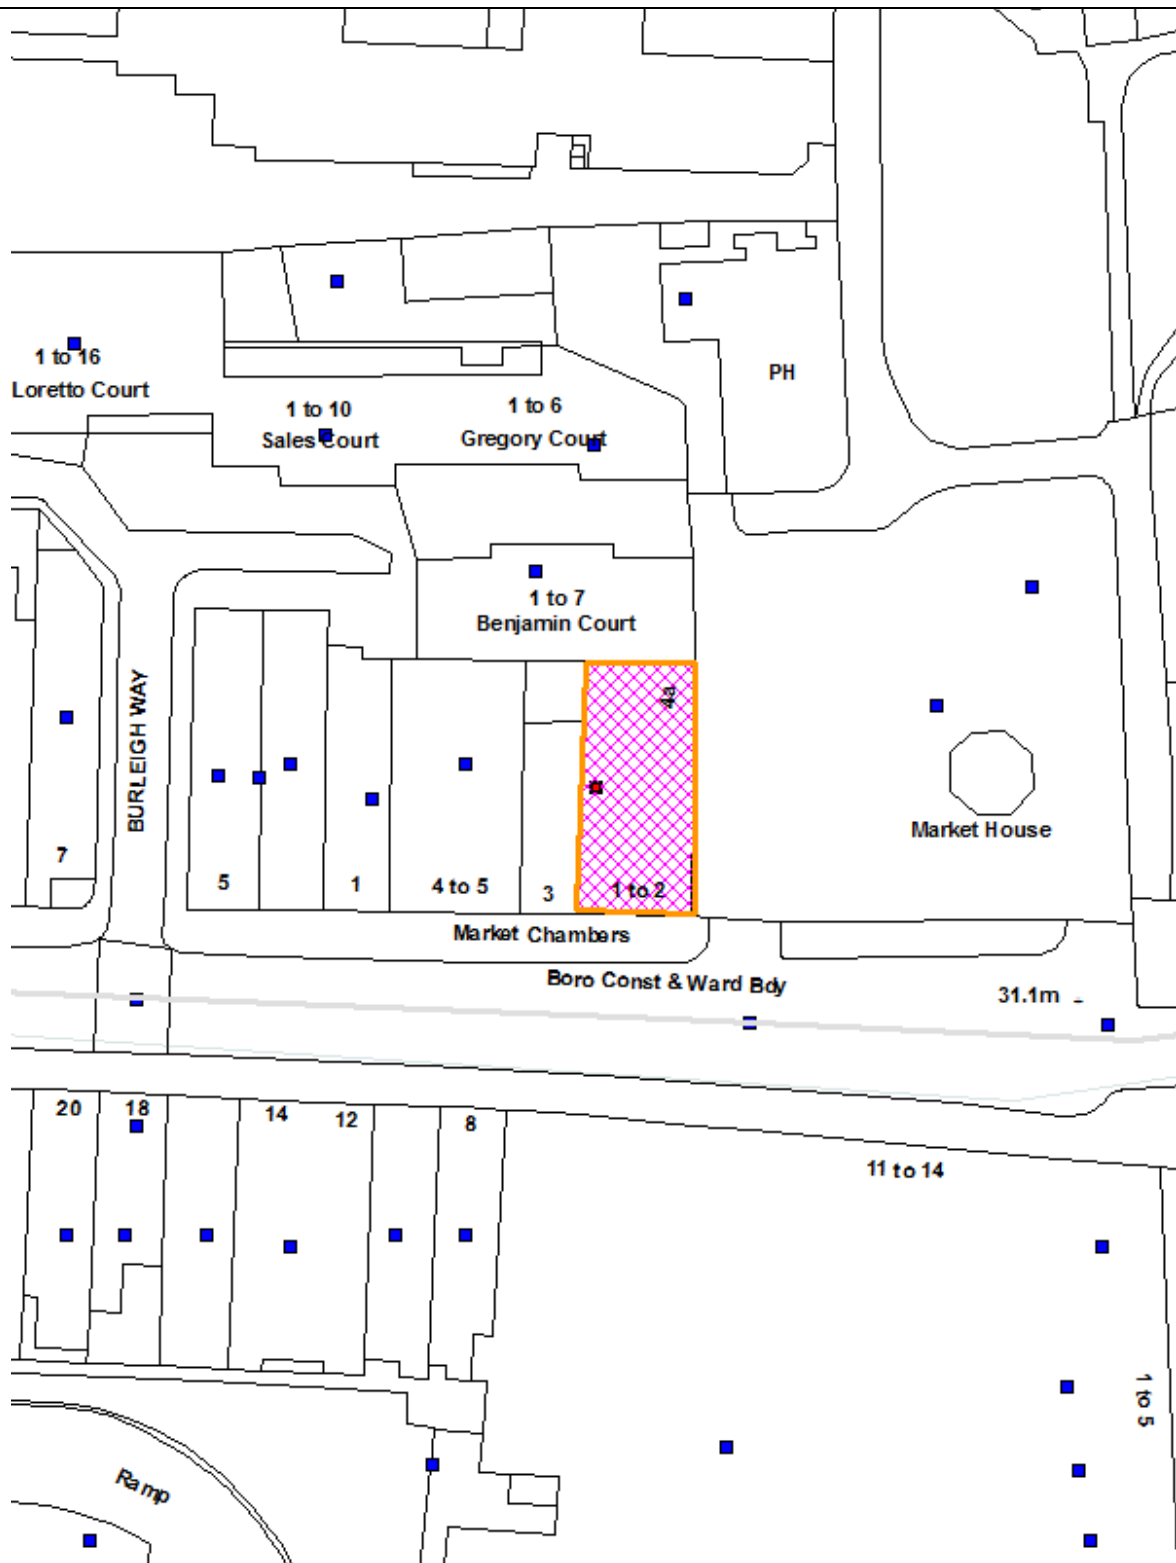 1 to 16
Loretto Court
PH
1 to 10
Sales Court
1 to 6
Gregory Court
1 to 7
Benjamin Court
BURLEIGH WAY
4a
Market House
7
5
1
4 to 5
3
1 to 2
Market Chambers
Boro Const & Ward Bdy
31.1m
20
18
14
12
8
11 to 14
1 to 5
Ramp